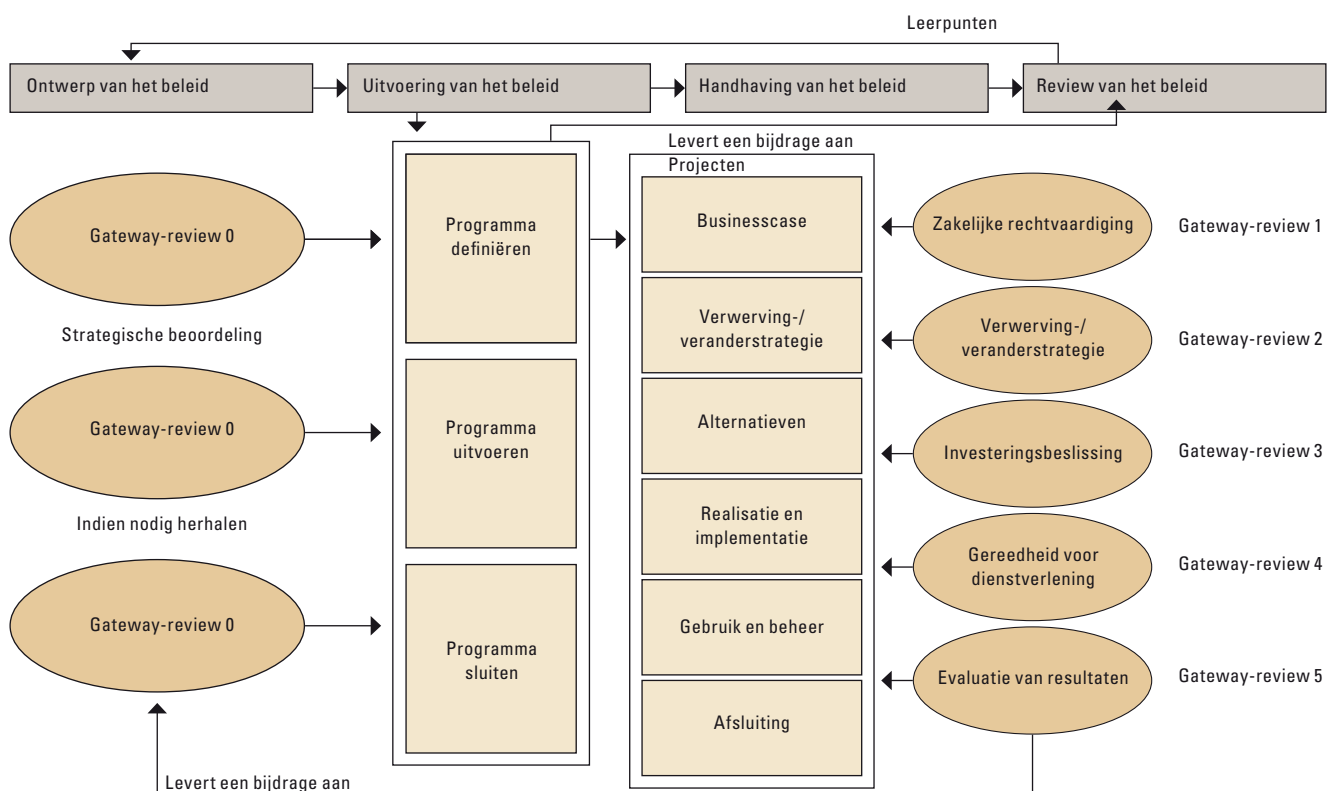 Leerpunten
Ontwerp van het beleid
Uitvoering van het beleid
Handhaving van het beleid
Review van het beleid
Levert een bijdrage aan
Projecten
Gateway-review 0
Strategische beoordeling
Gateway-review 0
Indien nodig herhalen
Gateway-review 0
Levert een bijdrage aan
Programma
definiëren
Programma
uitvoeren
Programma
sluiten
Businesscase
Verwerving-/
veranderstrategie
Alternatieven
Realisatie en
implementatie
Gebruik en beheer
Afsluiting
Zakelijke rechtvaardiging
Gateway-review 1
Verwerving-/
veranderstrategie
Gateway-review 2
Investeringsbeslissing
Gateway-review 3
Gereedheid voor
dienstverlening
Gateway-review 4
Evaluatie van resultaten
Gateway-review 5